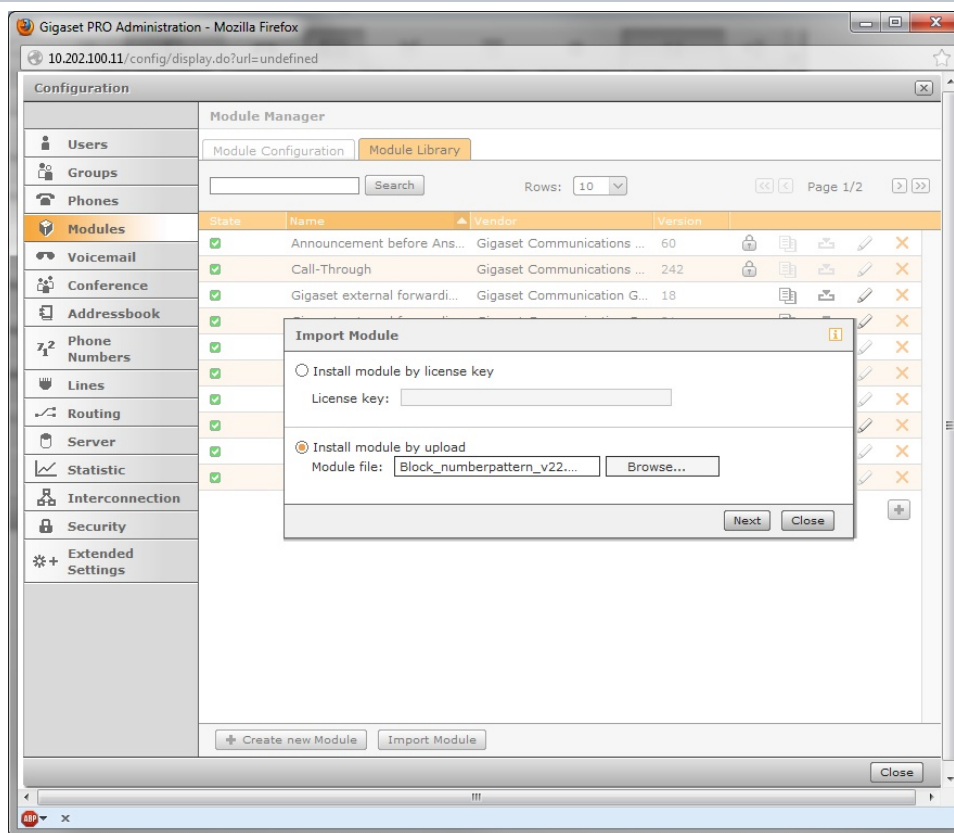 Gigaset PRO Administration - Mozilla Firefox
10.202.100.11/config/display.do?url=undefined
Configuration
Module Manager
Module Configuration
Module Library
Search
Rows: 10
Page 1/2
Users
Groups
Phones
Modules
Voicemail
Conference
Addressbook
Phone
Numbers
Lines
Routing
Server
Statistic
Interconnection
Security
Extended
Settings
State Name Vendor Version
Announcement before Ans... Gigaset Communications ... 60
Call-Through Gigaset Communications ... 242
Gigaset external forwardi... Gigaset Communication G... 18
Import Module
Install module by license key
License key:
Install module by upload
Module file: Block_numberpattern_v22.... Browse...
Next Close
Create new Module
Import Module
Close
ABP